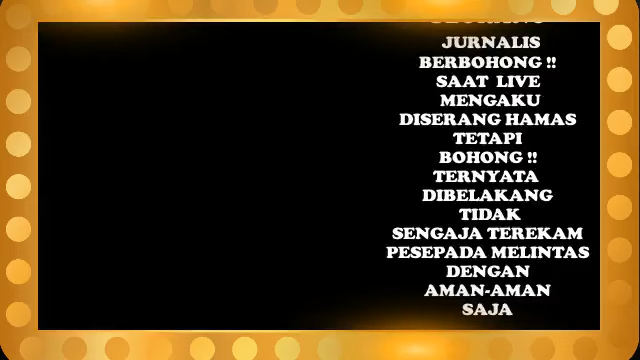 JURNALIS
BERBOHONG !!
SAAT LIVE
MENGAKU
DISERANG HAMAS
TETAPI
BOHONG !!
TERNYATA
DIBELAKANG
TIDAK
SENGAJA TEREKAM
PESEPADA MELINTAS
DENGAN
AMAN-AMAN
SAJA